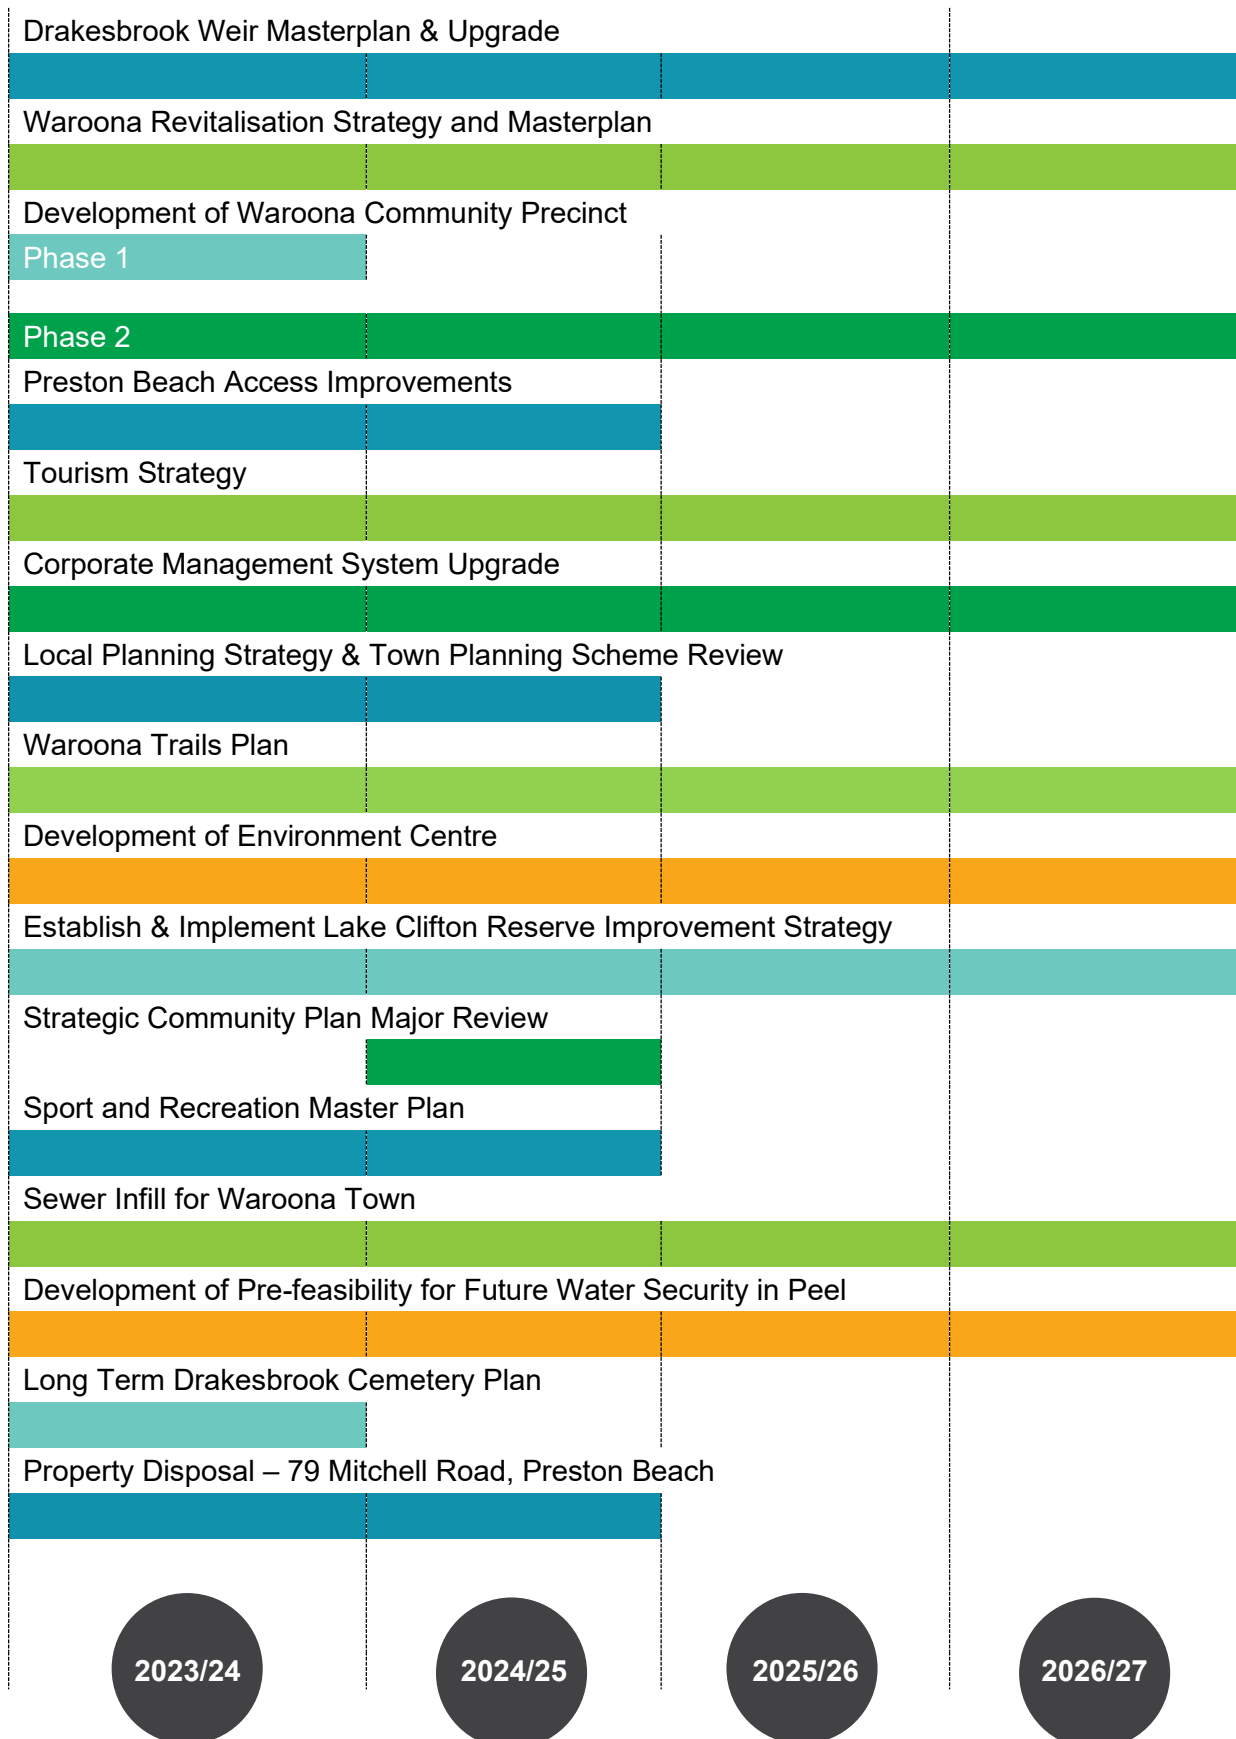 Drakesbrook Weir Masterplan & Upgrade
Waroona Revitalisation Strategy and Masterplan
Development of Waroona Community Precinct
Phase 1
Phase 2
Preston Beach Access Improvements
Tourism Strategy
Corporate Management System Upgrade
Local Planning Strategy & Town Planning Scheme Review
Waroona Trails Plan
Development of Environment Centre
Establish & Implement Lake Clifton Reserve Improvement Strategy
Strategic Community Plan Major Review
Sport and Recreation Master Plan
Sewer Infill for Waroona Town
Development of Pre-feasibility for Future Water Security in Peel
Long Term Drakesbrook Cemetery Plan
Property Disposal – 79 Mitchell Road, Preston Beach
2023/24 2024/25 2025/26 2026/27